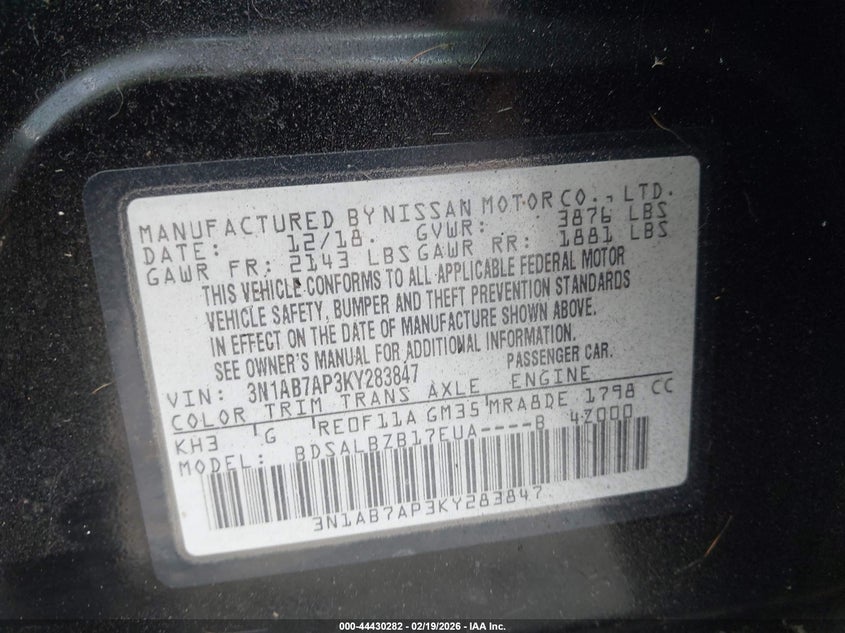 MANUFACTURED BY NISSAN MOTOR CO., LTD.
DATE: 12/18. GVWR: 3876 LBS
GAWR FR: 2143 LBS GAWR RR: 1881 LBS
THIS VEHICLE CONFORMS TO ALL APPLICABLE FEDERAL MOTOR
VEHICLE SAFETY, BUMPER AND THEFT PREVENTION STANDARDS
IN EFFECT ON THE DATE OF MANUFACTURE SHOWN ABOVE.
SEE OWNER'S MANUAL FOR ADDITIONAL INFORMATION.
VIN: 3N1AB7AP3KY283847 PASSENGER CAR.
COLOR TRIM TRANS AXLE ENGINE
KH3 G RE0F11A GM35 MRA8DE 1798 CC
MODEL: BDSALBZB17EUA----B 4Z000
3N1AB7AP3KY283847
000-44430282 - 02/19/2026 - IAA Inc.